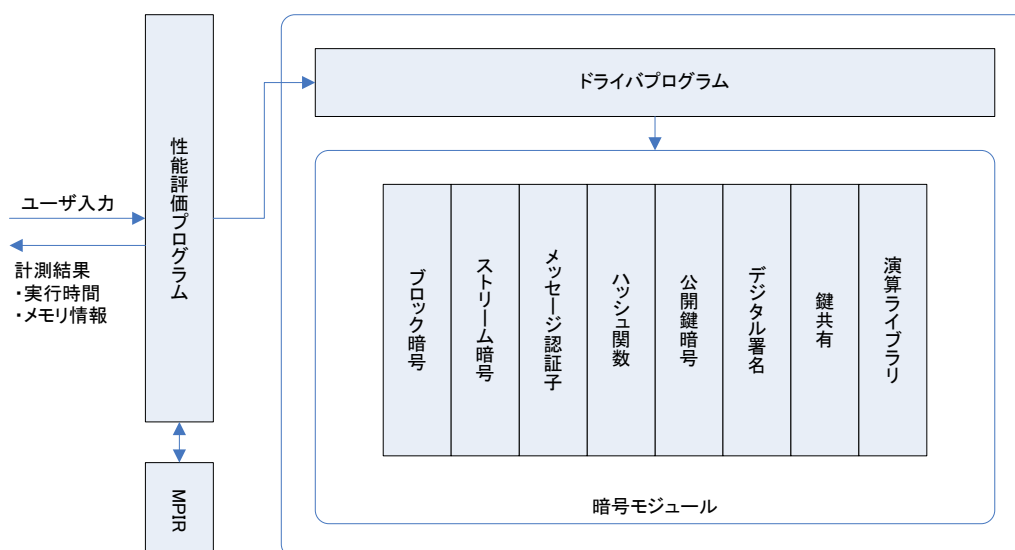 ドライバプログラム
性能評価プログラム
ユーザ入力
計測結果
・実行時間
・メモリ情報
ブロック暗号
ストリーム暗号
メッセージ認証子
ハッシュ関数
公開鍵暗号
デジタル署名
鍵共有
演算ライブラリ
暗号モジュール
MPIR